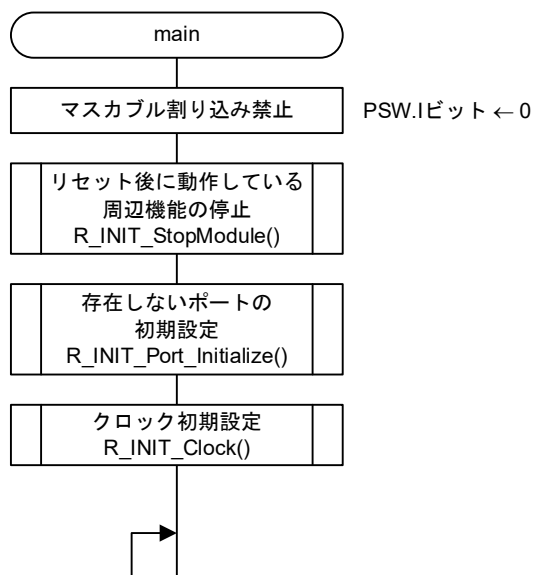 main
マスカブル割り込み禁止 PSW.Iビット ← 0
リセット後に動作している
周辺機能の停止
R_INIT_StopModule()
存在しないポートの
初期設定
R_INIT_Port_Initialize()
クロック初期設定
R_INIT_Clock()